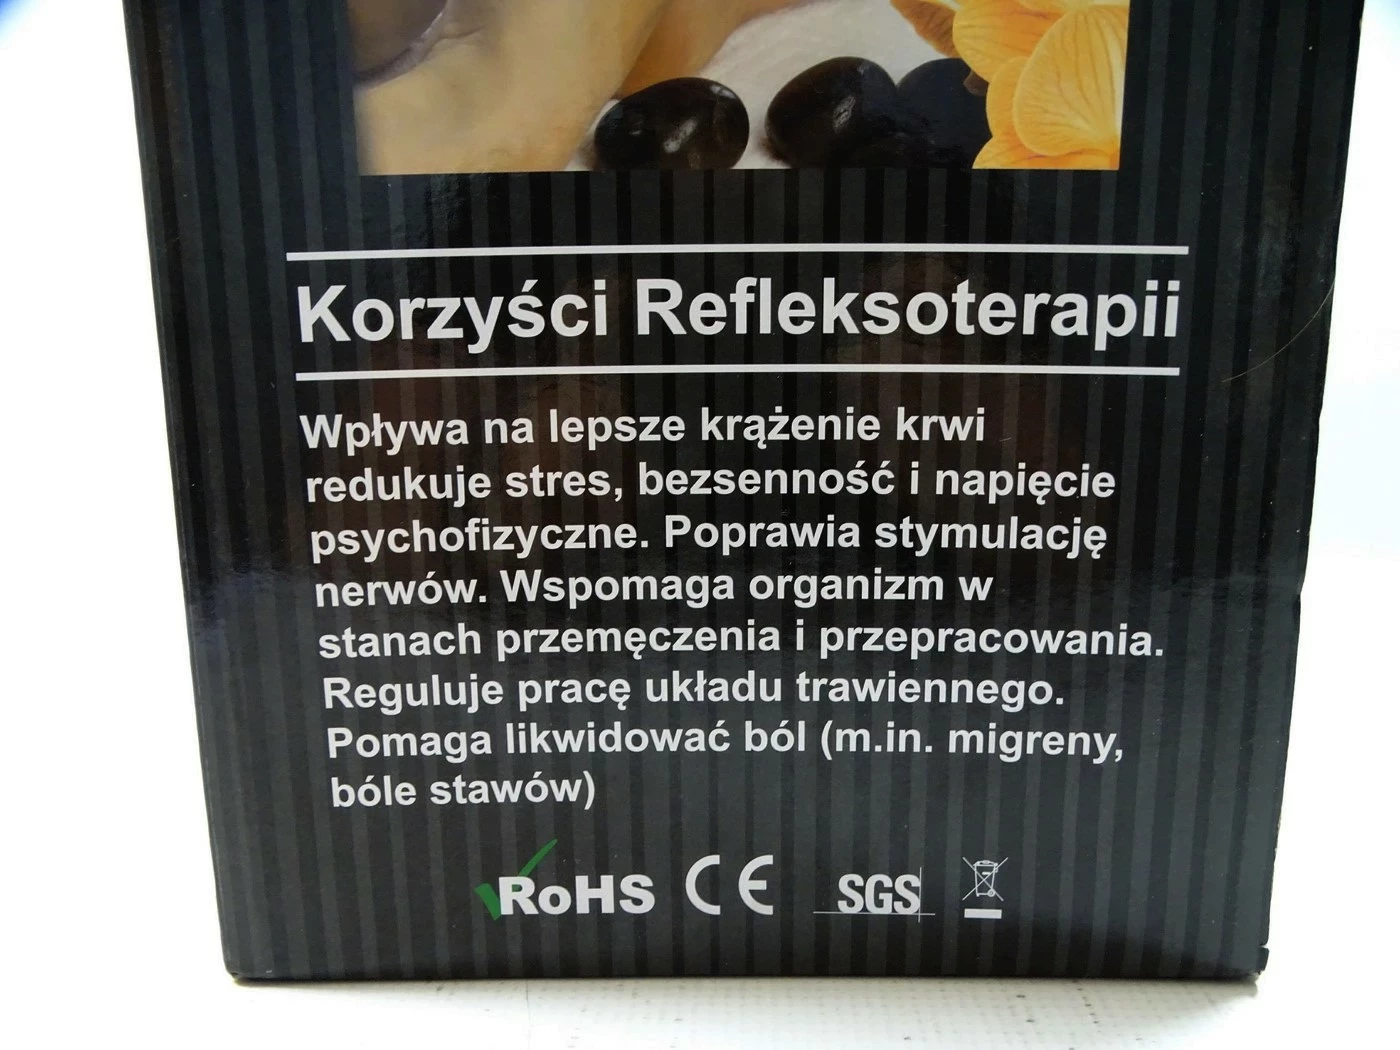 Korzyści Refleksoterapii
Wpływa na lepsze krążenie krwi
redukuje stres, bezsenność i napięcie
psychofizyczne. Poprawia stymulację
nerwów. Wspomaga organizm w
stanach przemęczenia i przepracowania.
Reguluje pracę układu trawiennego.
Pomaga likwidować ból (m.in. migreny,
bóle stawów)
RoHS CE SGS